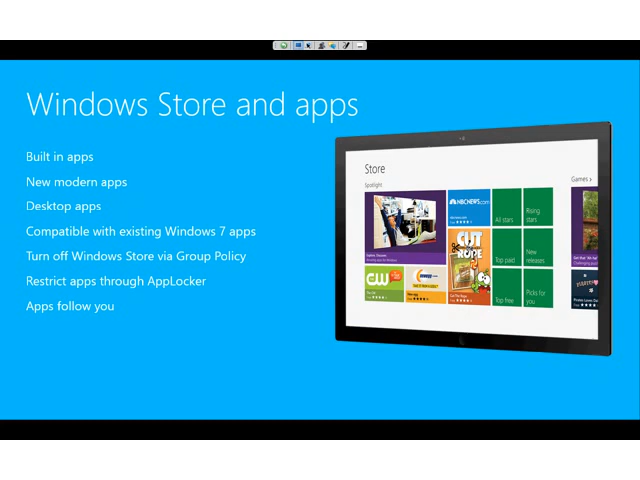 Windows Store and apps
Built in apps
New modern apps
Desktop apps
Compatible with existing Windows 7 apps
Turn off Windows Store via Group Policy
Restrict apps through AppLocker
Apps follow you
Store
Spotlight
Games >
NBCNEWS.com
All stars
Rising stars
CUT THE ROPE
Top paid
New releases
CW
Top free
Picks for you